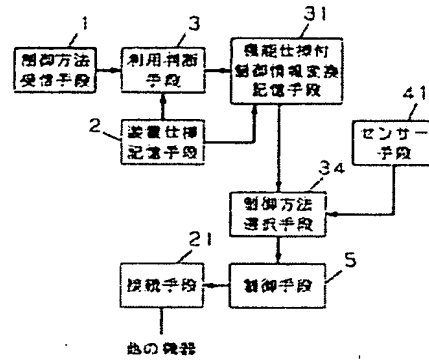 1
制御方法
受信手段
3
利用判断
手段
31
機能仕様付
制御情報変換
記憶手段
2
装置仕様
記憶手段
41
センサー
手段
34
制御方法
選択手段
21
接続手段
5
制御手段
他の機器